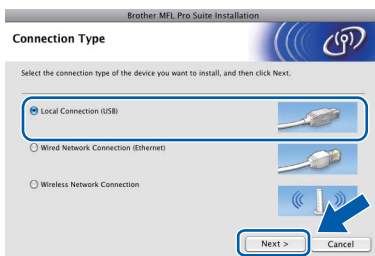 Brother MFL Pro Suite Installation
Connection Type
Select the connection type of the device you want to install, and then click Next.
Local Connection (USB)
Wired Network Connection (Ethernet)
Wireless Network Connection
Next >
Cancel